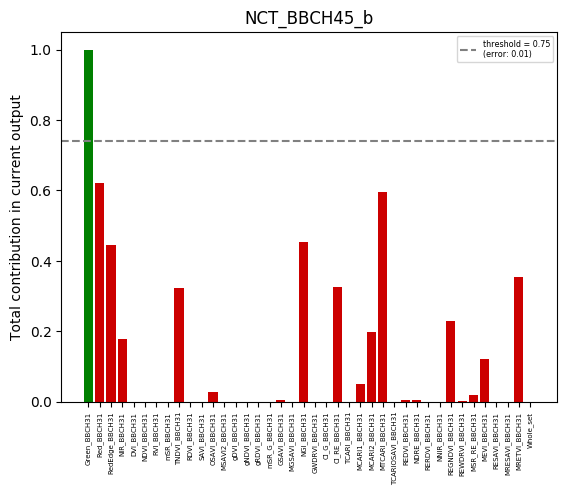 NCT_BBCH45_b
threshold = 0.75
(error: 0.01)
Total contribution in current output
1.0
0.8
0.6
0.4
0.2
0.0
Green_BBCH31
Red_BBCH31
RedEdge_BBCH31
NIR_BBCH31
DVI_BBCH31
NDVI_BBCH31
RVI_BBCH31
mSR_BBCH31
TNDVI_BBCH31
RDVI_BBCH31
SAVI_BBCH31
OSAVI_BBCH31
MSAVI2_BBCH31
gDVI_BBCH31
gNDVI_BBCH31
gRDVI_BBCH31
mSR_G_BBCH31
GSAVI_BBCH31
MGSAVI_BBCH31
NGI_BBCH31
GWDRVI_BBCH31
CI_G_BBCH31
CI_RE_BBCH31
TCARI_BBCH31
MCARI1_BBCH31
MCARI2_BBCH31
MTCARI_BBCH31
TCARIOSAVI_BBCH31
REDVI_BBCH31
NDRE_BBCH31
RERDVI_BBCH31
NNIR_BBCH31
REGNDVI_BBCH31
REWDRVI_BBCH31
MSR_RE_BBCH31
MEVI_BBCH31
RESAVI_BBCH31
MRESAVI_BBCH31
MRETVI_BBCH31
whole_set